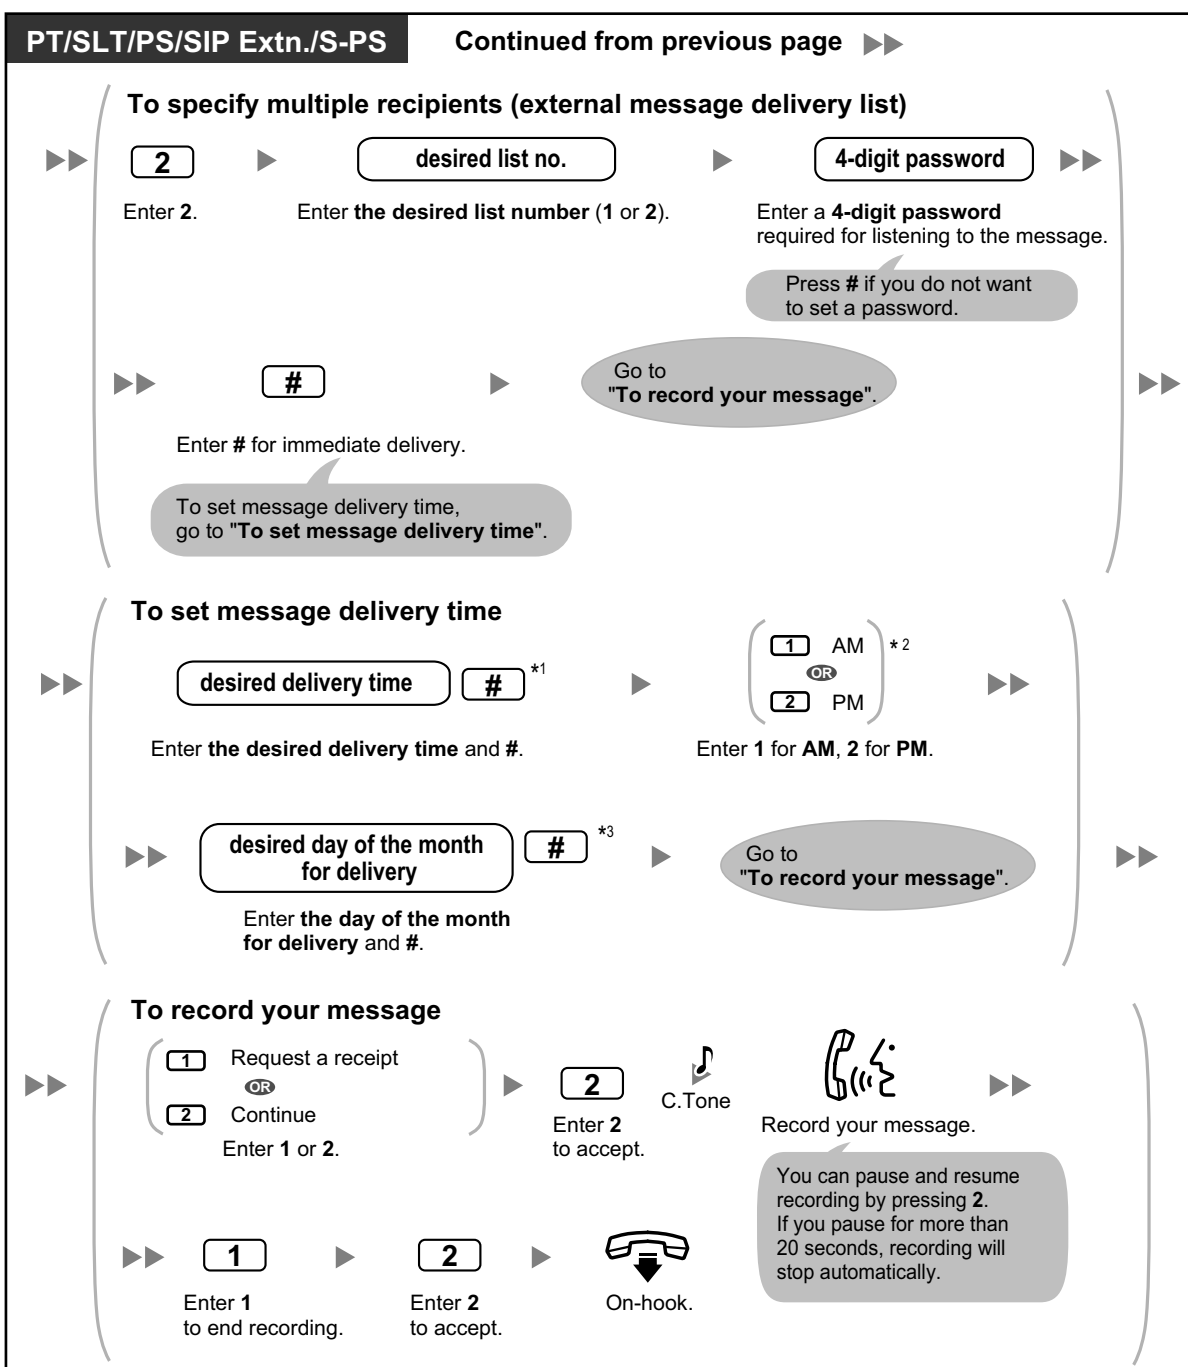 PT/SLT/PS/SIP Extn./S-PS
Continued from previous page
To specify multiple recipients (external message delivery list)
2
desired list no.
4-digit password
Enter 2.
Enter the desired list number (1 or 2).
Enter a 4-digit password
required for listening to the message.
Press # if you do not want
to set a password.
#
Go to
"To record your message".
Enter # for immediate delivery.
To set message delivery time,
go to "To set message delivery time".
To set message delivery time
desired delivery time
# *1
1 AM *2
OR
2 PM
Enter the desired delivery time and #.
Enter 1 for AM, 2 for PM.
desired day of the month
for delivery
# *3
Go to
"To record your message".
Enter the day of the month
for delivery and #.
To record your message
1 Request a receipt
OR
2 Continue
Enter 1 or 2.
2
Enter 2
to accept.
C.Tone
Record your message.
You can pause and resume
recording by pressing 2.
If you pause for more than
20 seconds, recording will
stop automatically.
1
Enter 1
to end recording.
2
Enter 2
to accept.
On-hook.